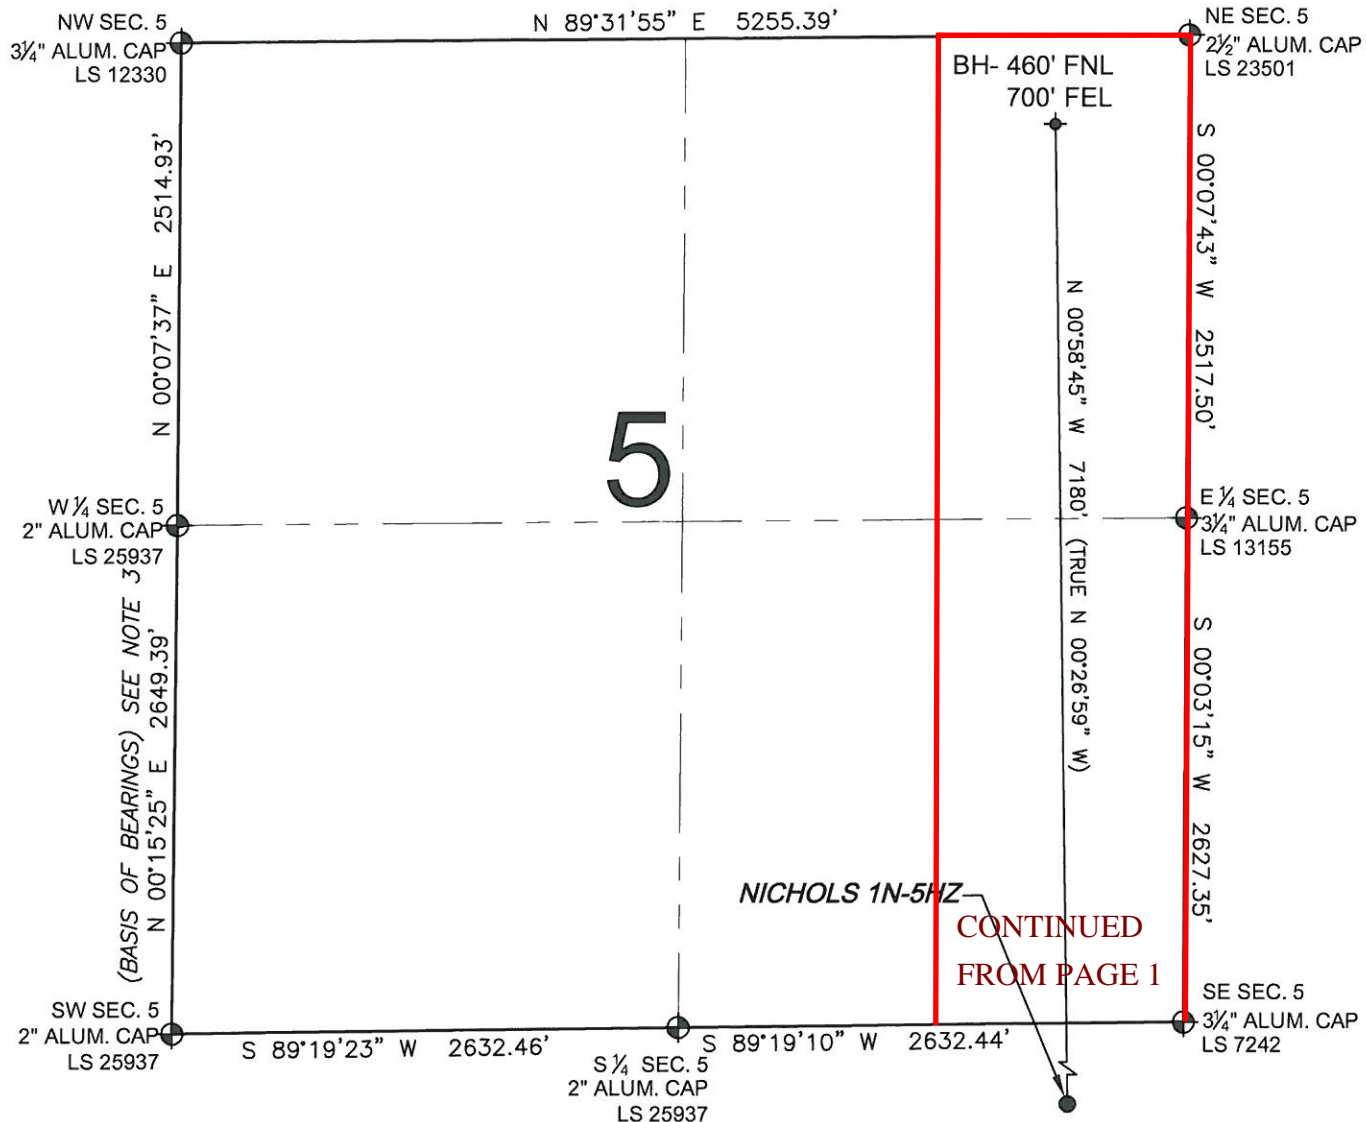 NW SEC. 5
3¼" ALUM. CAP
LS 12330
N 89°31'55" E 5255.39'
NE SEC. 5
2½" ALUM. CAP
LS 23501
BH- 460' FNL
700' FEL
N 00°07'37" E 2514.93'
S 00°07'43" W 2517.50'
N 00°58'45" W 7180' (TRUE N 00°26'59" W)
5
W ¼ SEC. 5
2" ALUM. CAP
LS 25937
E ¼ SEC. 5
3¼" ALUM. CAP
LS 13155
(BASIS OF BEARINGS) SEE NOTE 3
N 00°15'25" E 2649.39'
S 00°03'15" W 2627.35'
NICHOLS 1N-5HZ
CONTINUED
FROM PAGE 1
SW SEC. 5
2" ALUM. CAP
LS 25937
S 89°19'23" W 2632.46'
S ¼ SEC. 5
2" ALUM. CAP
LS 25937
S 89°19'10" W 2632.44'
SE SEC. 5
3¼" ALUM. CAP
LS 7242